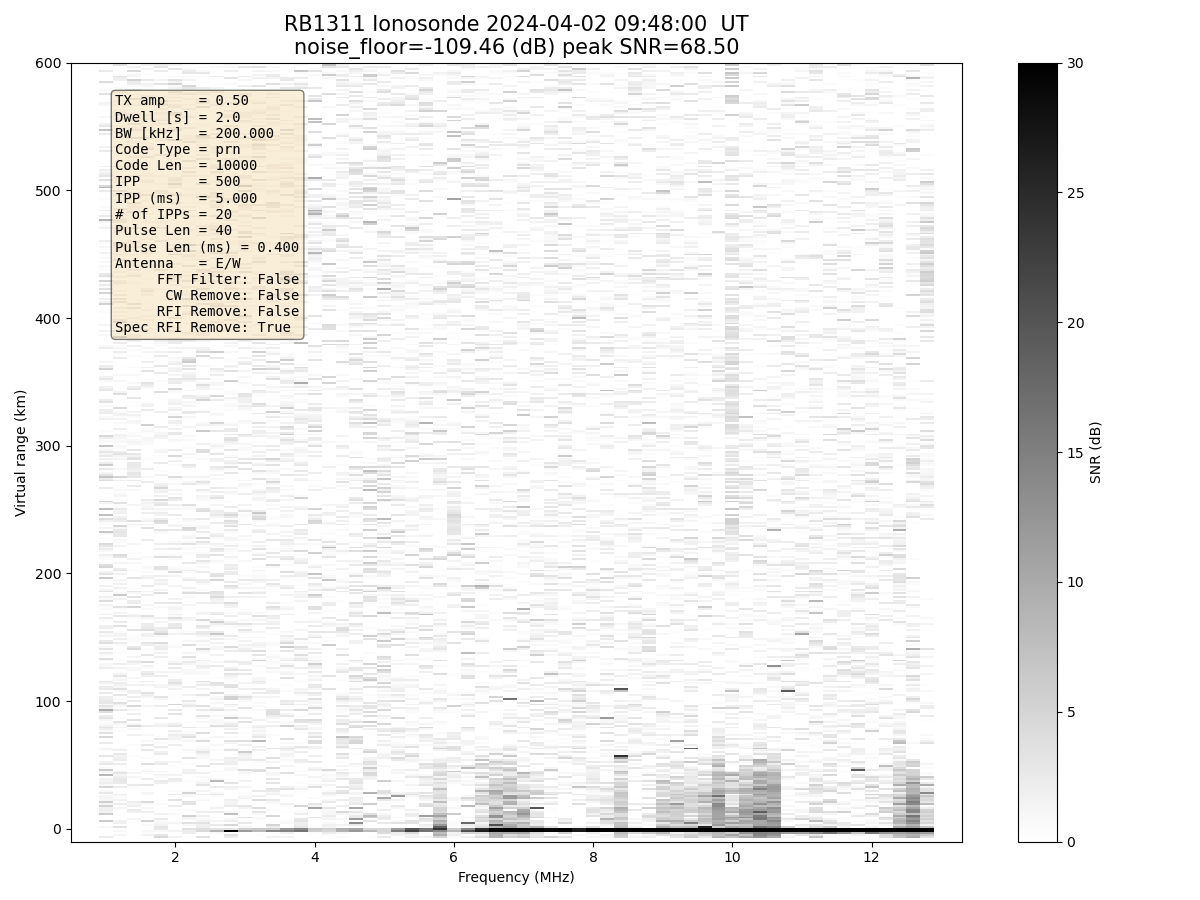 RB1311 Ionosonde 2024-04-02 09:48:00 UT
noise_floor=-109.46 (dB) peak SNR=68.50
TX amp = 0.50
Dwell [s] = 2.0
BW [kHz] = 200.000
Code Type = prn
Code Len = 10000
IPP = 500
IPP (ms) = 5.000
# of IPPs = 20
Pulse Len = 40
Pulse Len (ms) = 0.400
Antenna = E/W
FFT Filter: False
CW Remove: False
RFI Remove: False
Spec RFI Remove: True
Virtual range (km)
600
500
400
300
200
100
0
2 4 6 8 10 12
Frequency (MHz)
30
25
20
15
10
5
0
SNR (dB)